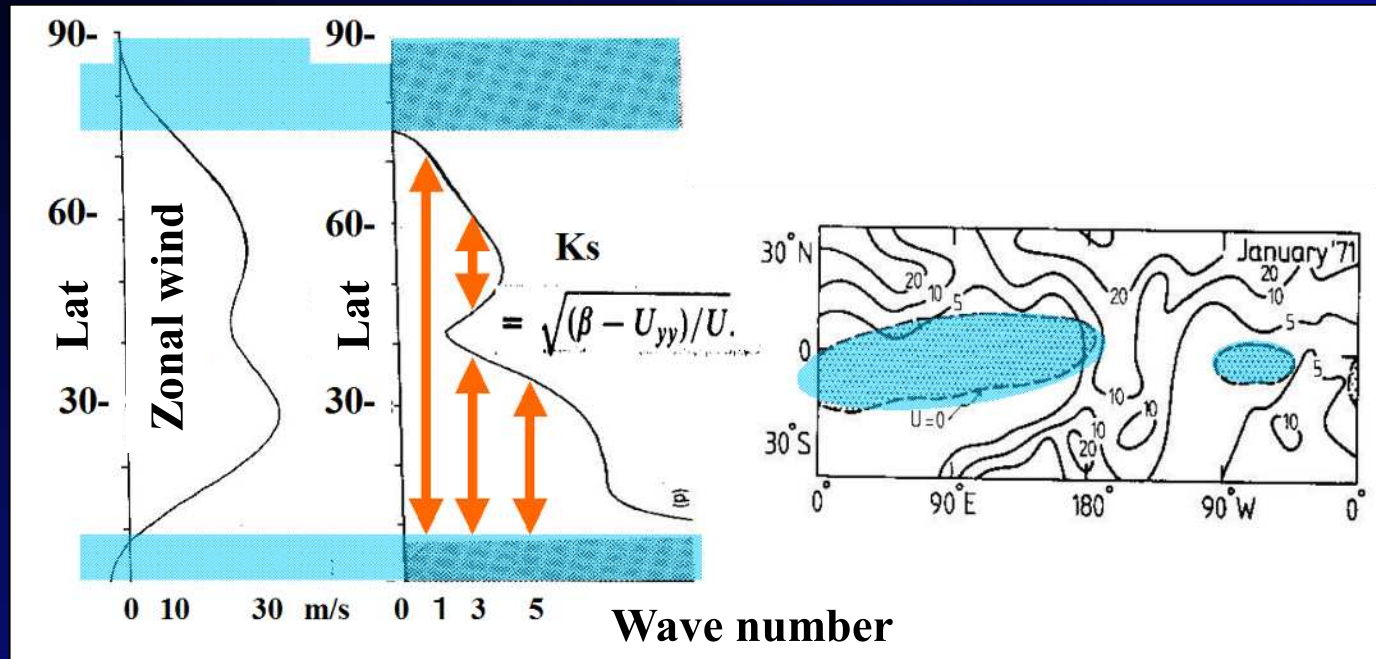 90-
60-
30-
Lat
Zonal wind
0 10 30 m/s
90-
60-
30-
Lat
Ks
= √(β − U_yy)/U.
(d)
0 1 3 5
Wave number
January '71
30°N
0
30°S
20
10
5
20
20
10
5
5
10
10
10
20
10
U=0
0° 90°E 180° 90°W 0°